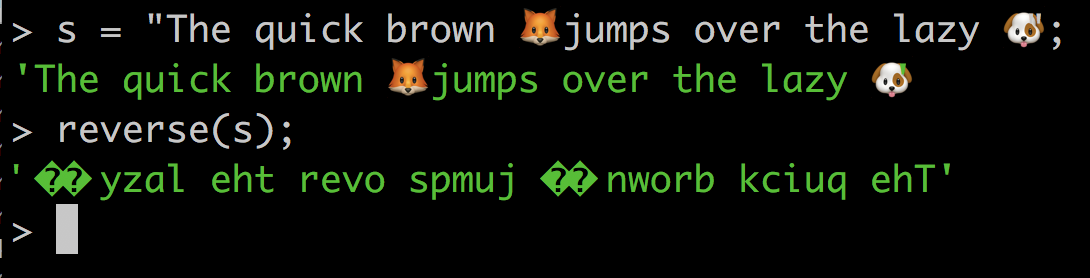 > s = "The quick brown 🦊jumps over the lazy 🐶";
'The quick brown 🦊jumps over the lazy 🐶'
> reverse(s);
'��yzal eht revo spmuj ��nworb kciuq ehT'
>